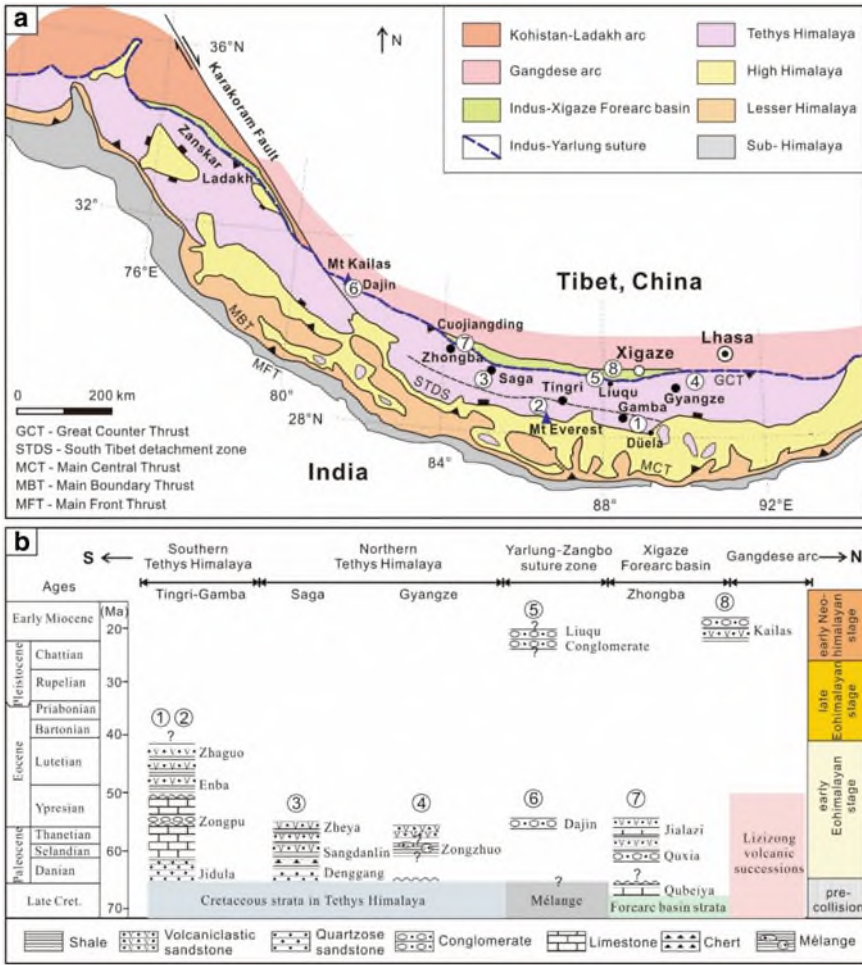 a
36°N
N
Karakoram Fault
Kohistan-Ladakh arc
Gangdese arc
Indus-Xigaze Forearc basin
Indus-Yarlung suture
Tethys Himalaya
High Himalaya
Lesser Himalaya
Sub- Himalaya
Zanskar
Ladakh
32°
76°E
Mt Kailas
⑥ Dajin
Tibet, China
Cuojiangding
⑦
Zhongba
③ Saga
Xigaze
⑤ ⑧
Lhasa
④ GCT
Liuqu
Gyangze
Tingri
STDS
②
Mt Everest
Gamba
①
Düela
MBT
MFT
MCT
80°
28°N
84°
88°
92°E
India
0 200 km
GCT - Great Counter Thrust
STDS - South Tibet detachment zone
MCT - Main Central Thrust
MBT - Main Boundary Thrust
MFT - Main Front Thrust
b
S
Southern Tethys Himalaya
Northern Tethys Himalaya
Yarlung-Zangbo suture zone
Xigaze Forearc basin
Gangdese arc
N
Ages
Tingri-Gamba
Saga
Gyangze
Zhongba
(Ma)
Early Miocene
20
⑤
?
Liuqu
Conglomerate
?
⑧
Kailas
early Neo-himalayan stage
Pleistocene
Chattian
Rupelian
30
late Eohimalayan stage
Eocene
Priabonian
Bartonian
40
Lutetian
Ypresian
50
① ②
?
Zhaguo
Enba
Zongpu
Jidula
early Eohimalayan stage
Paleocene
Thanetian
Selandian
60
Danian
③
Zheya
Sangdanlin
Denggang
④
?
?
Zongzhuo
⑥
Dajin
⑦
Jialazi
Quxia
?
Qubeiya
Lizizong volcanic successions
Late Cret.
70
Cretaceous strata in Tethys Himalaya
?
Mélange
Forearc basin strata
pre-collision
Shale
Volcaniclastic sandstone
Quartzose sandstone
Conglomerate
Limestone
Chert
Mélange